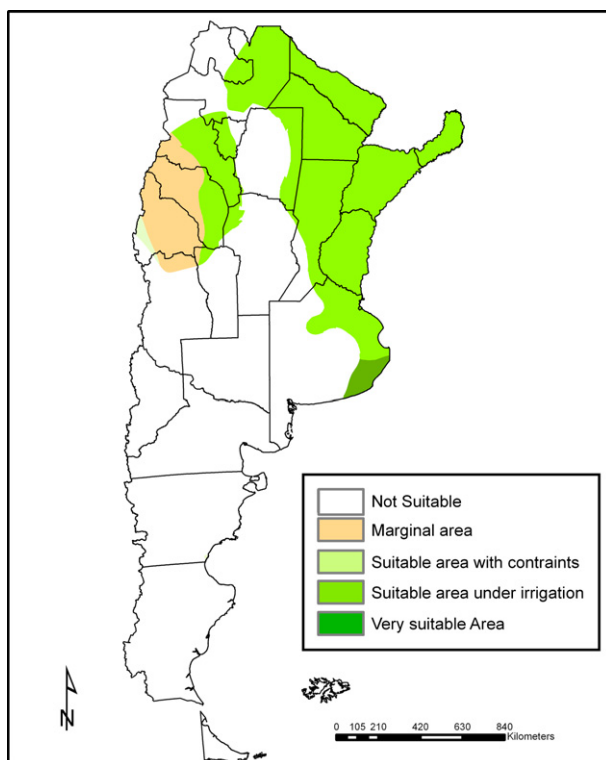 Not Suitable
Marginal area
Suitable area with contraints
Suitable area under irrigation
Very suitable Area
N
0 105 210 420 630 840
Kilometers